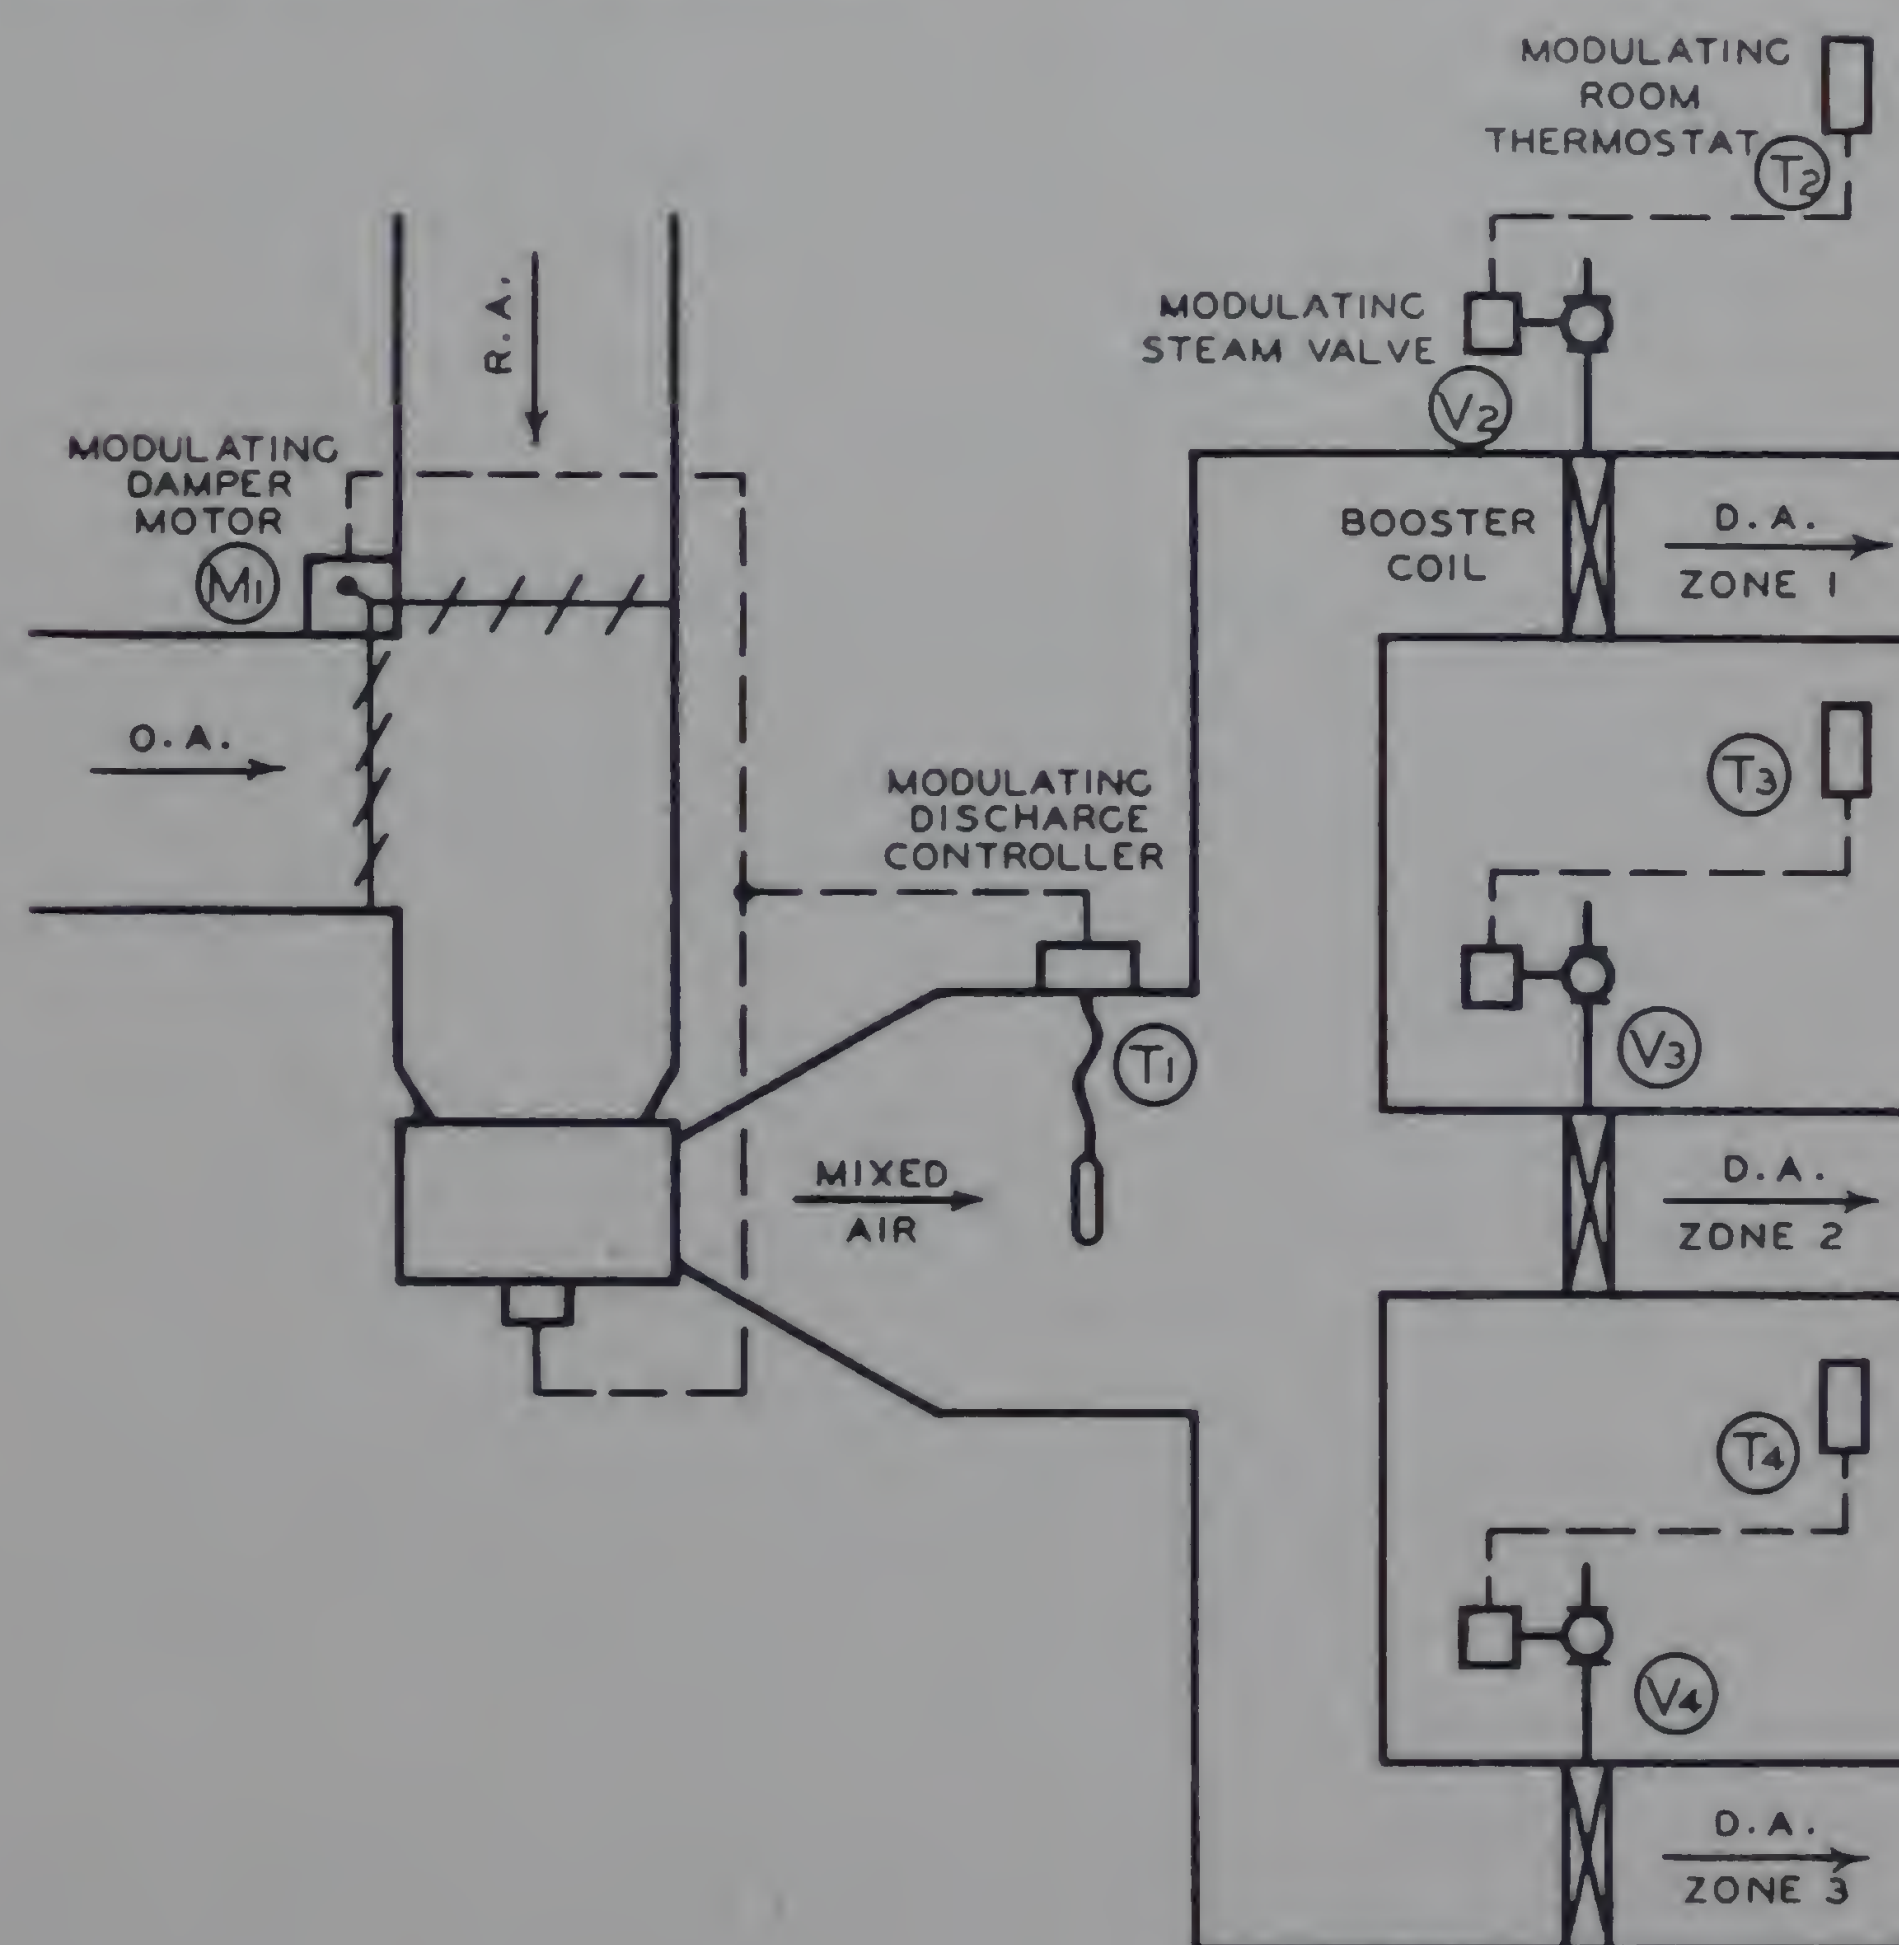 MODULATING
ROOM
THERMOSTAT
T2
R.A.
MODULATING
STEAM VALVE
V2
MODULATING
DAMPER
MOTOR
M1
BOOSTER
COIL
D.A.
ZONE 1
O.A.
MODULATING
DISCHARGE
CONTROLLER
T3
T1
V3
MIXED
AIR
D.A.
ZONE 2
T4
V4
D.A.
ZONE 3